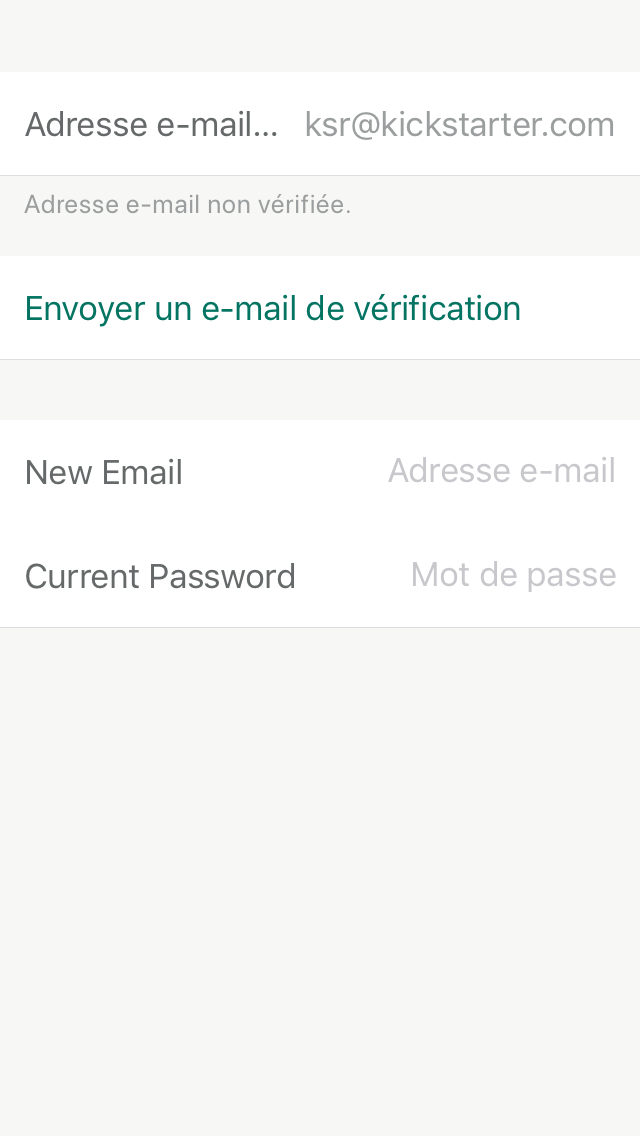 Adresse e-mail... ksr@kickstarter.com
Adresse e-mail non vérifiée.
Envoyer un e-mail de vérification
New Email Adresse e-mail
Current Password Mot de passe